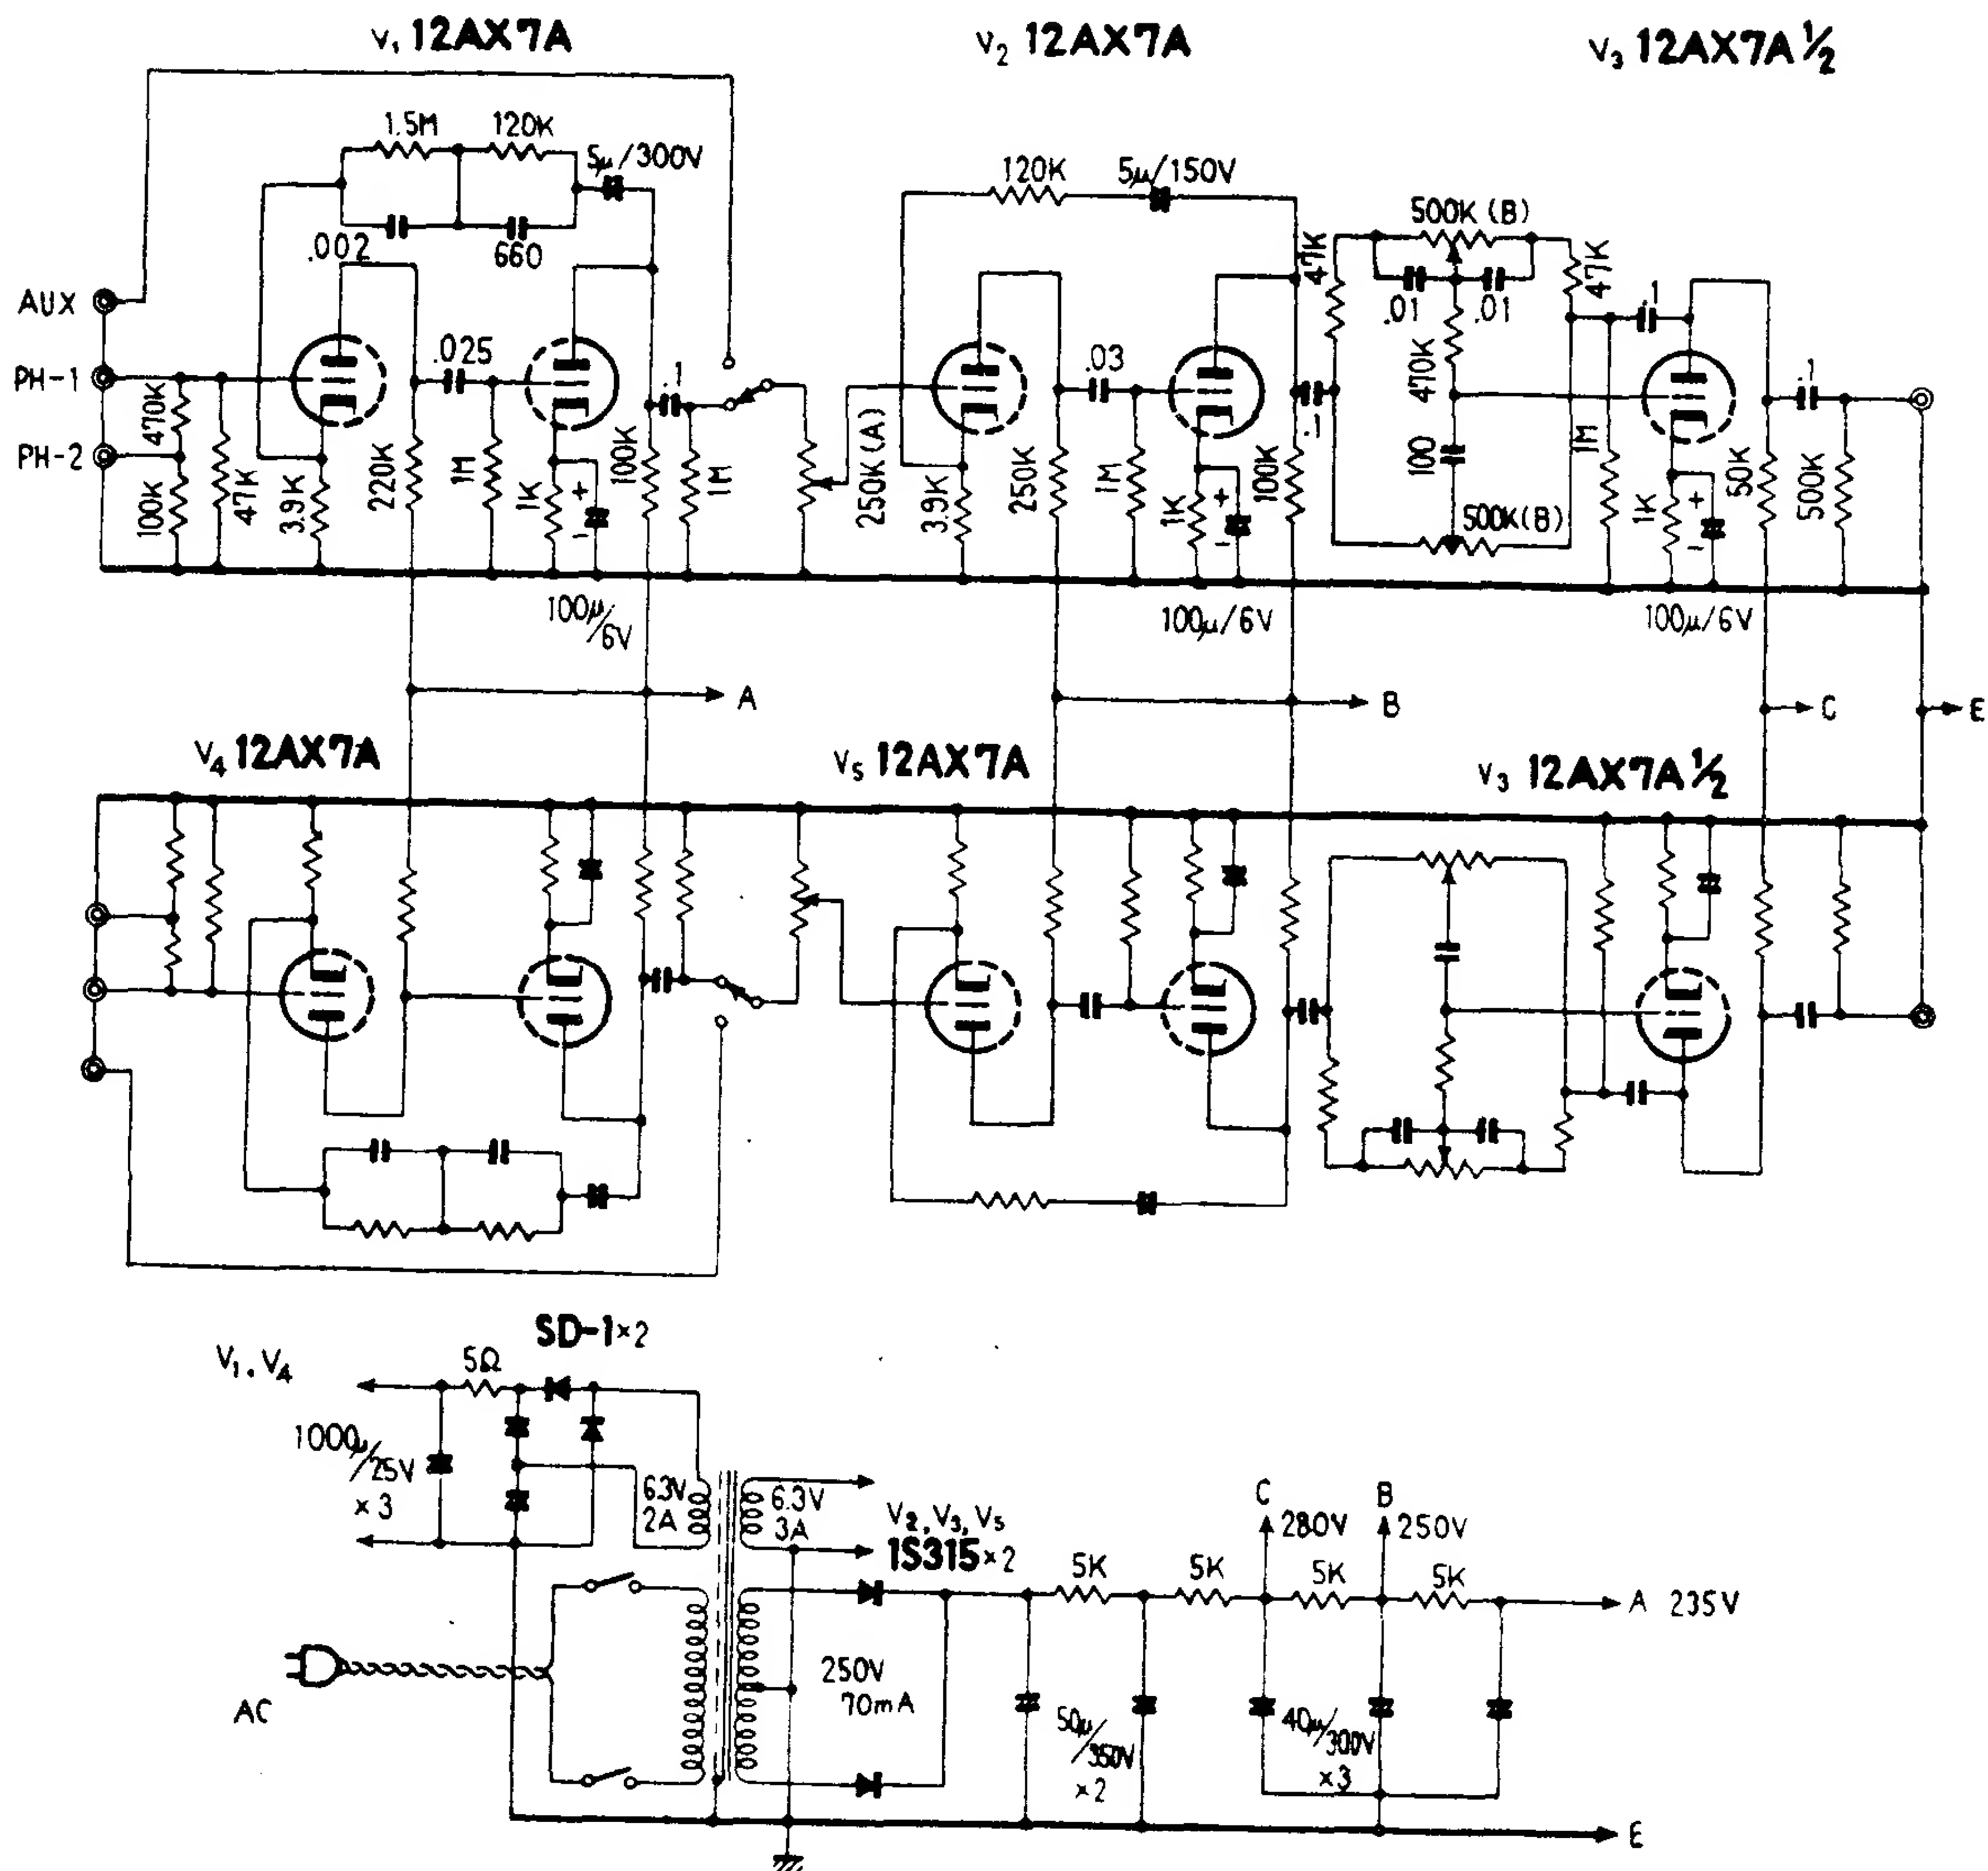 V₁ 12AX7A
V₂ 12AX7A
V₃ 12AX7A½
1.5M
120K
5μ/300V
.002
660
120K
5μ/150V
500K (B)
47K
.01
.01
47K
.1
AUX
PH-1
PH-2
470K
100K
47K
3.9K
220K
.025
1M
1K
+
-
100K
.1
1M
250K (A)
3.9K
250K
.03
1M
1K
+
-
100K
.1
470K
100
500K(B)
1M
1K
+
-
50K
.1
500K
100μ/6V
100μ/6V
100μ/6V
A
B
C
E
V₄ 12AX7A
V₅ 12AX7A
V₃ 12AX7A½
SD-1×2
V₁, V₄
5Ω
1000μ/25V
×3
6.3V
2A
6.3V
3A
V₂, V₃, V₅
1S315×2
5K
5K
C
280V
5K
B
250V
5K
A 235V
AC
250V
70mA
50μ/350V
×2
40μ/300V
×3
E